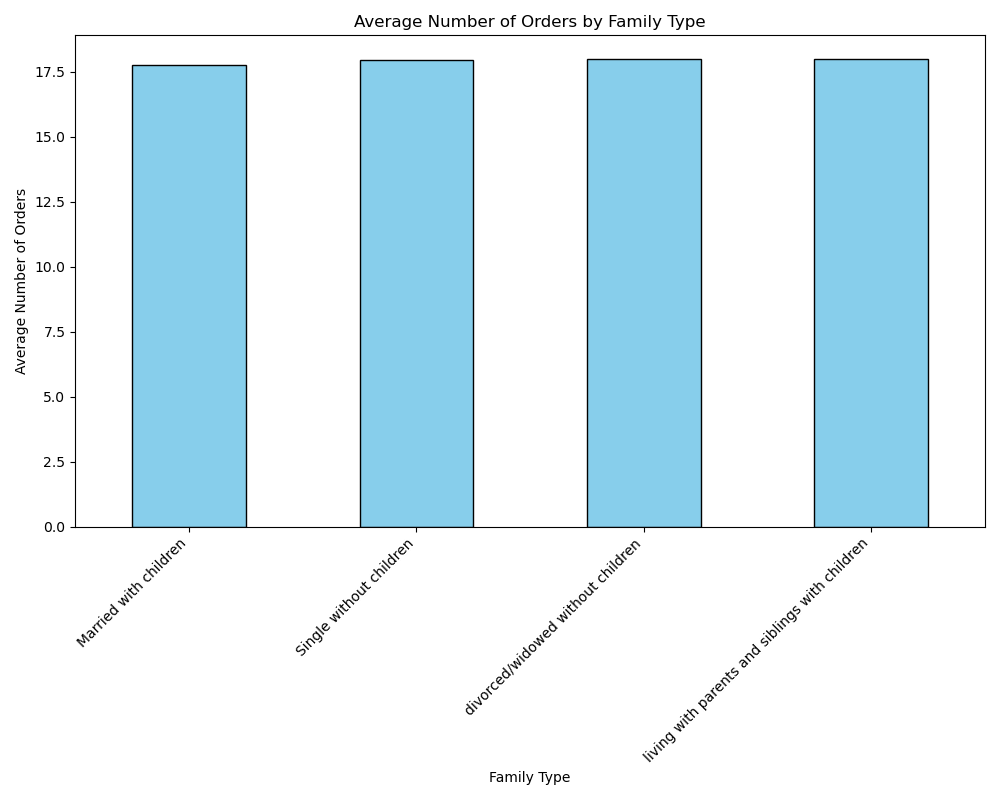 Average Number of Orders by Family Type
Average Number of Orders
17.5
15.0
12.5
10.0
7.5
5.0
2.5
0.0
Married with children
Single without children
divorced/widowed without children
living with parents and siblings with children
Family Type